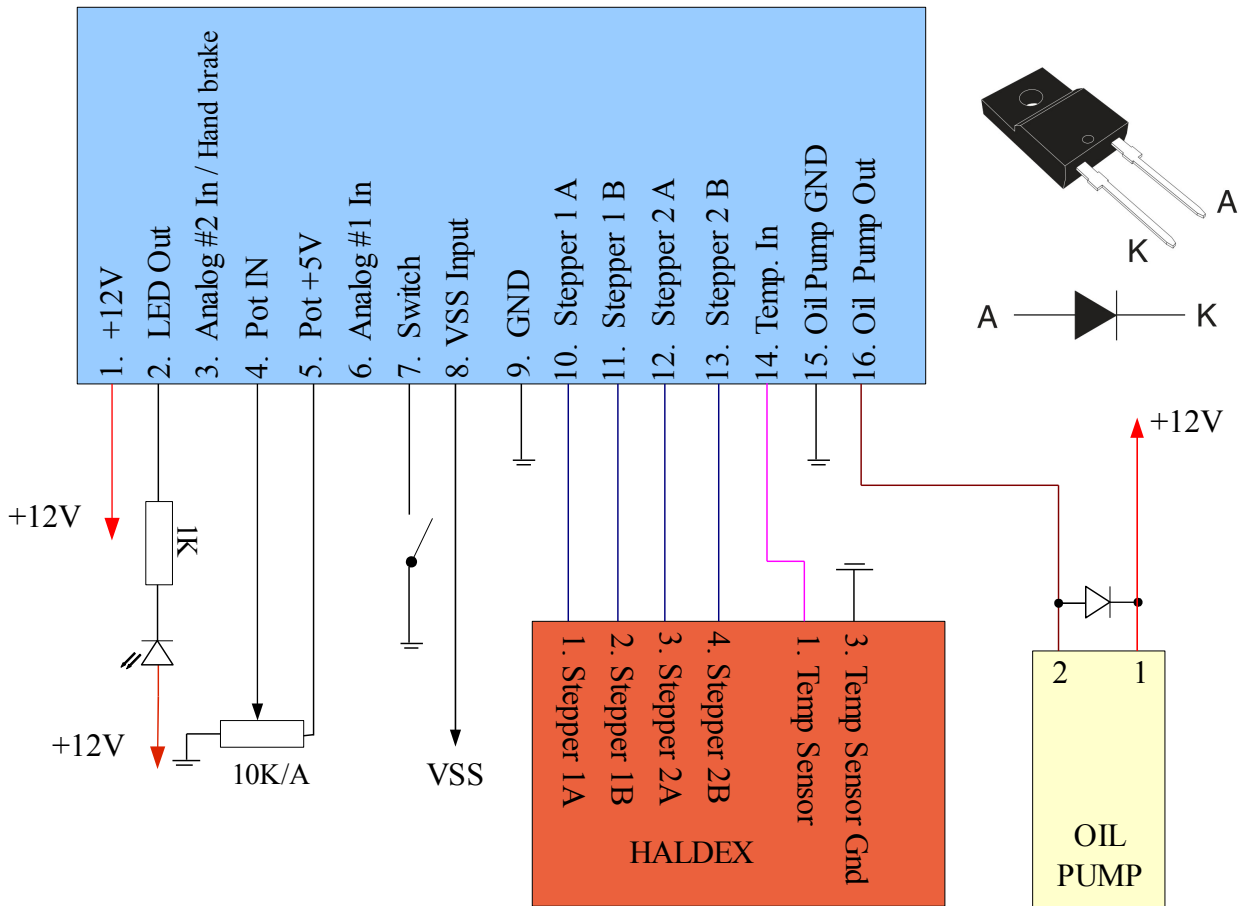 1. +12V
2. LED Out
3. Analog #2 In / Hand brake
4. Pot IN
5. Pot +5V
6. Analog #1 In
7. Switch
8. VSS Input
9. GND
10. Stepper 1 A
11. Stepper 1 B
12. Stepper 2 A
13. Stepper 2 B
14. Temp. In
15. Oil Pump GND
16. Oil Pump Out
A
K
A
K
+12V
+12V
1K
+12V
10K/A
VSS
1. Stepper 1A
2. Stepper 1B
3. Stepper 2A
4. Stepper 2B
1. Temp Sensor
3. Temp Sensor Gnd
HALDEX
2
1
OIL
PUMP